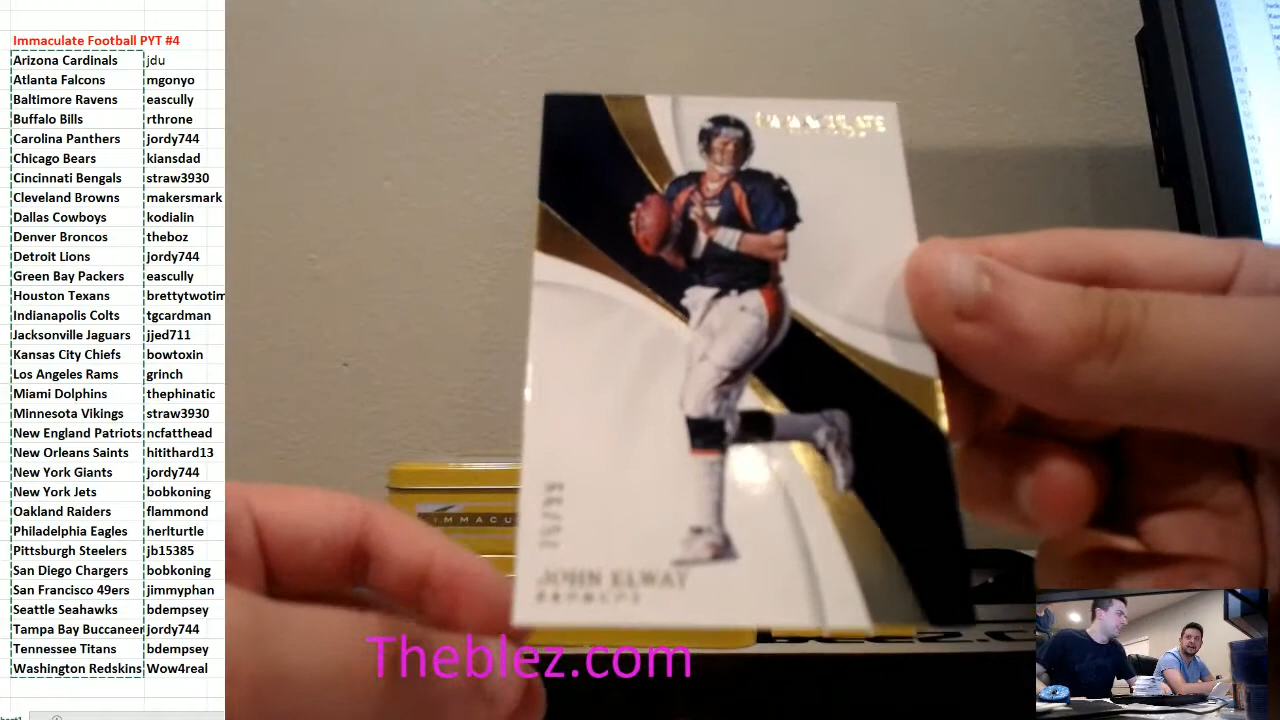 Immaculate Football PYT #4
Arizona Cardinals jdu
Atlanta Falcons mgonyo
Baltimore Ravens eascully
Buffalo Bills rthrone
Carolina Panthers jordy744
Chicago Bears kiansdad
Cincinnati Bengals straw3930
Cleveland Browns makersmark
Dallas Cowboys kodialin
Denver Broncos theboz
Detroit Lions jordy744
Green Bay Packers eascully
Houston Texans brettytwotim
Indianapolis Colts tgcardman
Jacksonville Jaguars jjed711
Kansas City Chiefs bowtoxin
Los Angeles Rams grinch
Miami Dolphins thephinatic
Minnesota Vikings straw3930
New England Patriots ncfatthead
New Orleans Saints hitithard13
New York Giants jordy744
New York Jets bobkoning
Oakland Raiders flammond
Philadelphia Eagles herlturtle
Pittsburgh Steelers jb15385
San Diego Chargers bobkoning
San Francisco 49ers jimmyphan
Seattle Seahawks bdempsey
Tampa Bay Buccaneer jordy744
Tennessee Titans bdempsey
Washington Redskins Wow4real
IMMACULATE
JOHN ELWAY
BRONCOS
IMMACU
Theblez.com